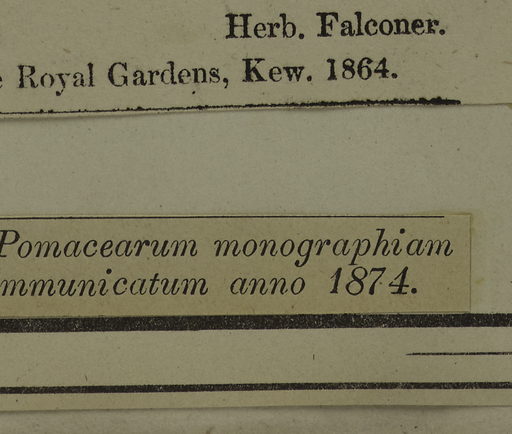 Herb. Falconer.
Royal Gardens, Kew. 1864.
Pomacearum monographiam
mmunicatum anno 1874.